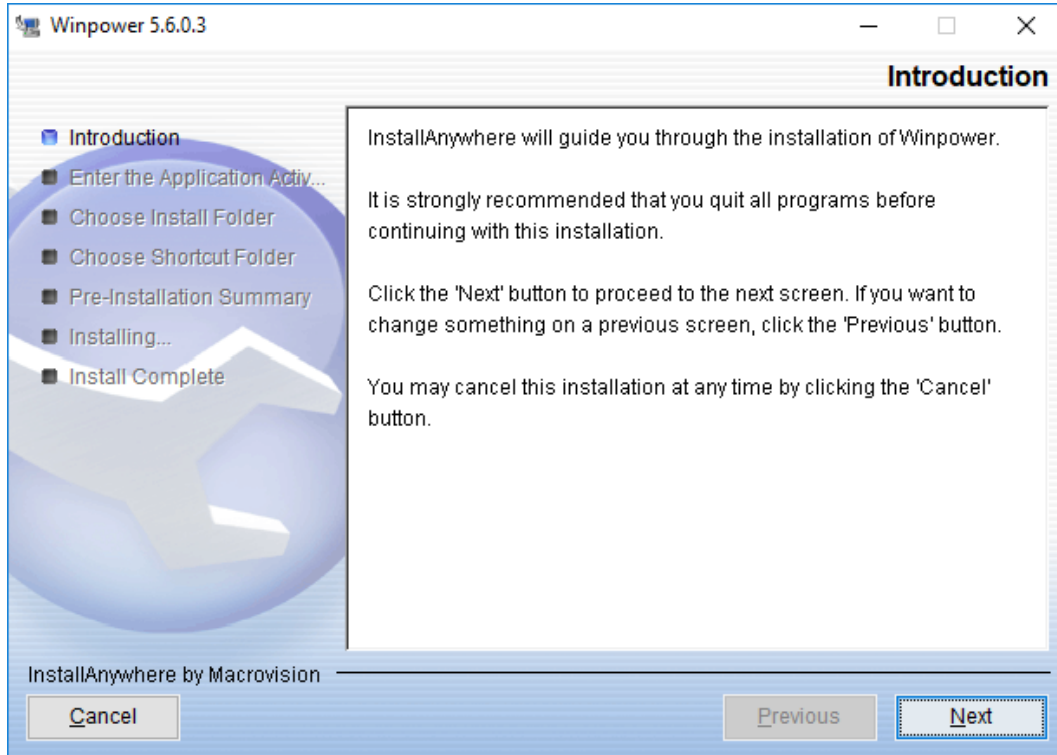 Winpower 5.6.0.3
Introduction
Introduction
Enter the Application Activ...
Choose Install Folder
Choose Shortcut Folder
Pre-Installation Summary
Installing...
Install Complete
InstallAnywhere will guide you through the installation of Winpower.
It is strongly recommended that you quit all programs before
continuing with this installation.
Click the 'Next' button to proceed to the next screen. If you want to
change something on a previous screen, click the 'Previous' button.
You may cancel this installation at any time by clicking the 'Cancel'
button.
InstallAnywhere by Macrovision
Cancel
Previous
Next